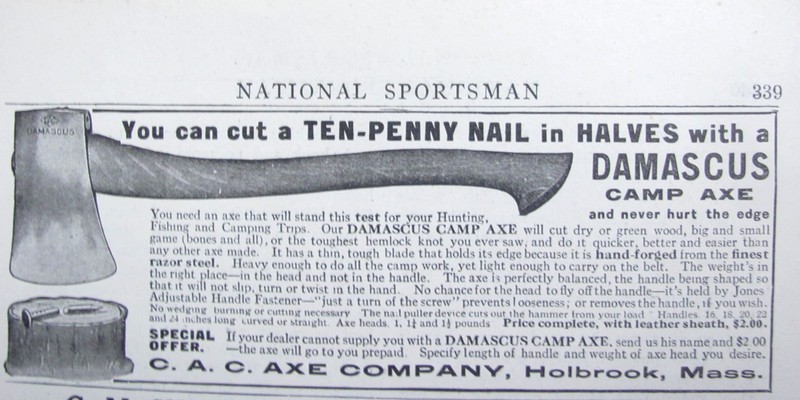 NATIONAL SPORTSMAN 339
DAMASCUS
You can cut a TEN-PENNY NAIL in HALVES with a
DAMASCUS
CAMP AXE
and never hurt the edge
You need an axe that will stand this test for your Hunting,
Fishing and Camping Trips. Our DAMASCUS CAMP AXE will cut dry or green wood, big and small
game (bones and all), or the toughest hemlock knot you ever saw, and do it quicker, better and easier than
any other axe made. It has a thin, tough blade that holds its edge because it is hand-forged from the finest
razor steel. Heavy enough to do all the camp work, yet light enough to carry on the belt. The weight's in
the right place—in the head and not in the handle. The axe is perfectly balanced, the handle being shaped so
that it will not slip, turn or twist in the hand. No chance for the head to fly off the handle—it's held by Jones
Adjustable Handle Fastener—"just a turn of the screw" prevents looseness; or removes the handle, if you wish.
No wedging burning or cutting necessary The nail puller device cuts out the hammer from your load Handles 16, 18, 20, 22
and 24 inches long curved or straight. Axe heads, 1, 1¼ and 1½ pounds Price complete, with leather sheath, $2.00.
SPECIAL OFFER. If your dealer cannot supply you with a DAMASCUS CAMP AXE, send us his name and $2 00
—the axe will go to you prepaid. Specify length of handle and weight of axe head you desire.
C. A. C. AXE COMPANY, Holbrook, Mass.